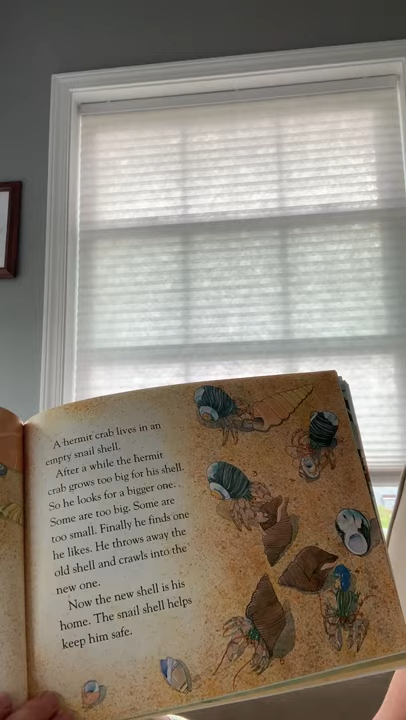 A hermit crab lives in an
empty snail shell.
After a while the hermit
crab grows too big for his shell.
So he looks for a bigger one.
Some are too big. Some are
too small. Finally he finds one
he likes. He throws away the
old shell and crawls into the
new one.
Now the new shell is his
home. The snail shell helps
keep him safe.